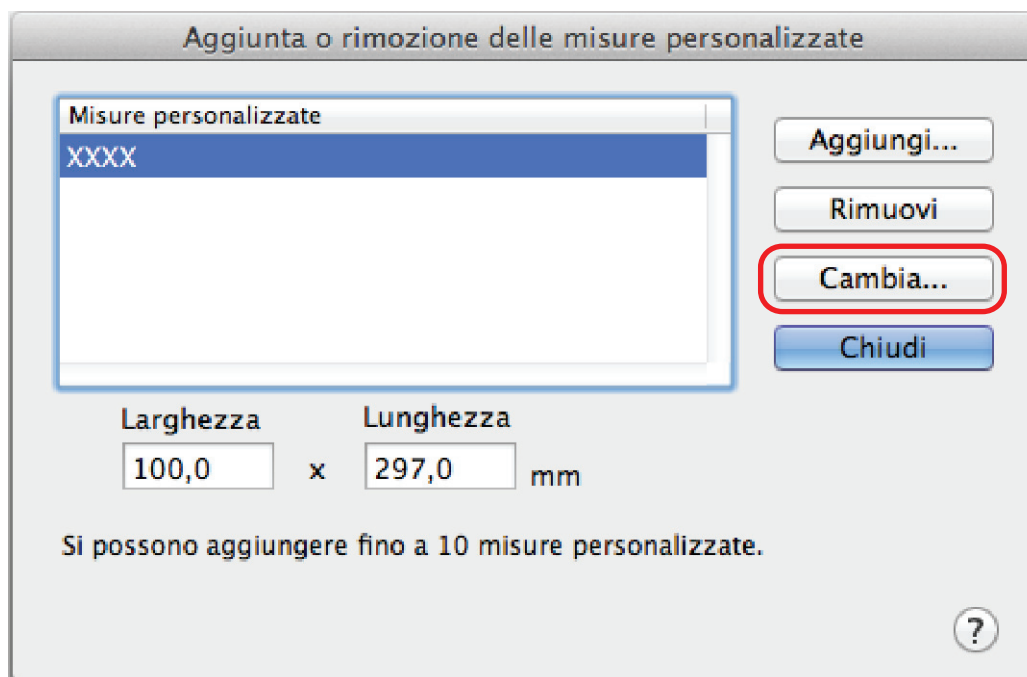 Aggiunta o rimozione delle misure personalizzate
Misure personalizzate
XXXX
Aggiungi...
Rimuovi
Cambia...
Chiudi
Larghezza Lunghezza
100,0 x 297,0 mm
Si possono aggiungere fino a 10 misure personalizzate.
?